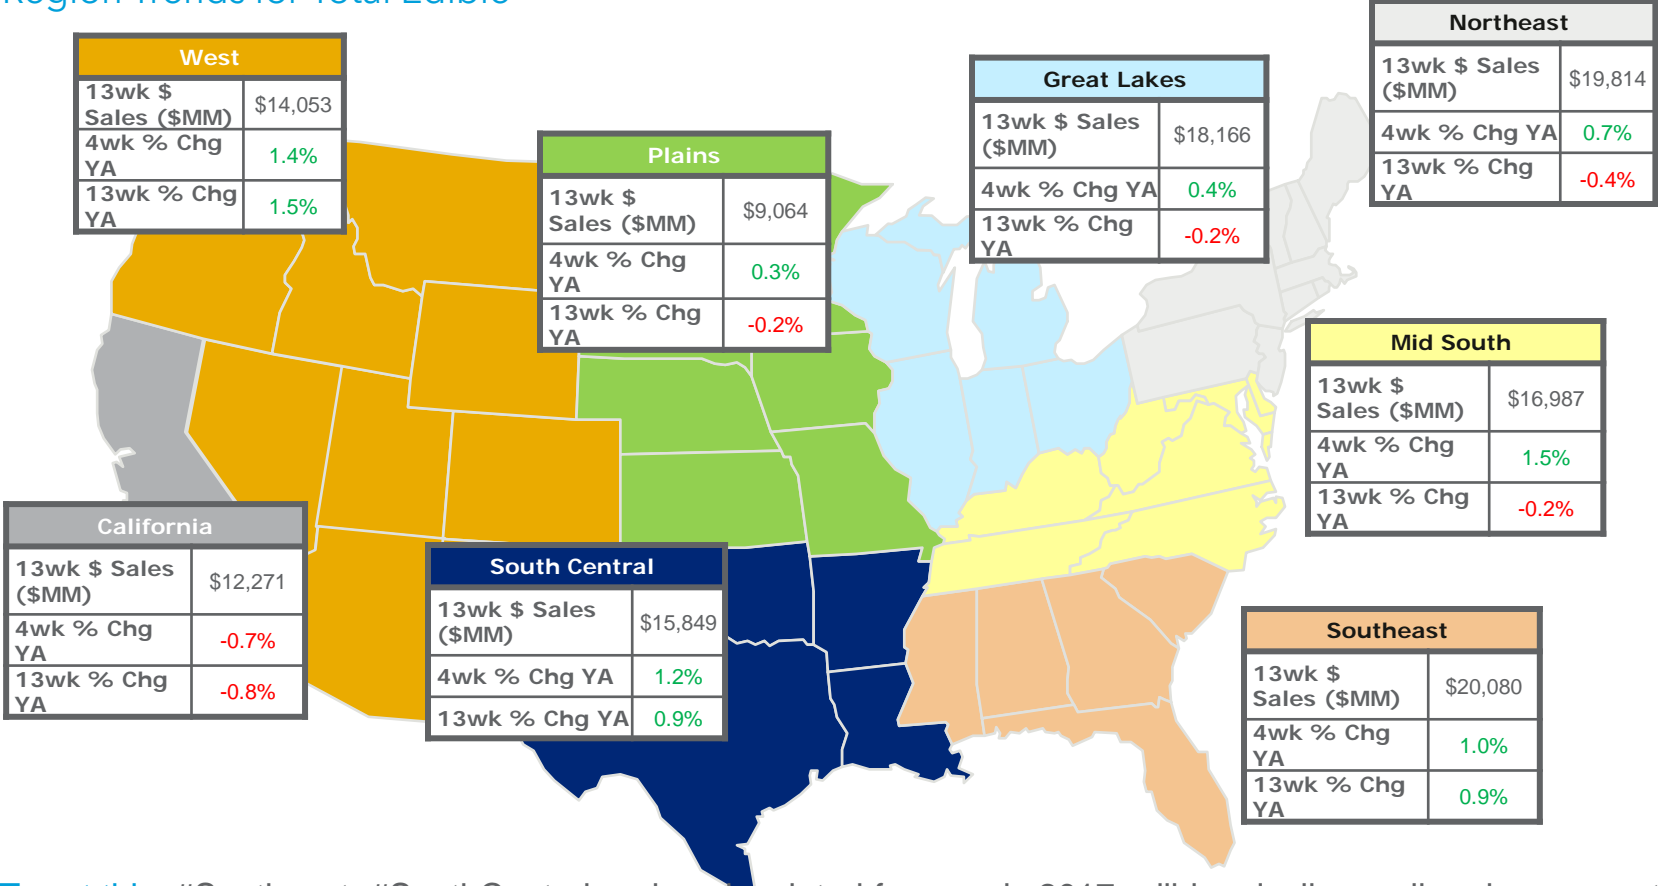 West
13wk $
Sales ($MM)
$14,053
4wk % Chg
YA
1.4%
13wk % Chg
YA
1.5%
Plains
13wk $
Sales ($MM)
$9,064
4wk % Chg
YA
0.3%
13wk % Chg
YA
-0.2%
Great Lakes
13wk $ Sales
($MM)
$18,166
4wk % Chg YA
0.4%
13wk % Chg
YA
-0.2%
Northeast
13wk $ Sales
($MM)
$19,814
4wk % Chg YA
0.7%
13wk % Chg
YA
-0.4%
Mid South
13wk $
Sales ($MM)
$16,987
4wk % Chg
YA
1.5%
13wk % Chg
YA
-0.2%
California
13wk $ Sales
($MM)
$12,271
4wk % Chg
YA
-0.7%
13wk % Chg
YA
-0.8%
South Central
13wk $ Sales
($MM)
$15,849
4wk % Chg YA
1.2%
13wk % Chg YA
0.9%
Southeast
13wk $
Sales ($MM)
$20,080
4wk % Chg
YA
1.0%
13wk % Chg
YA
0.9%